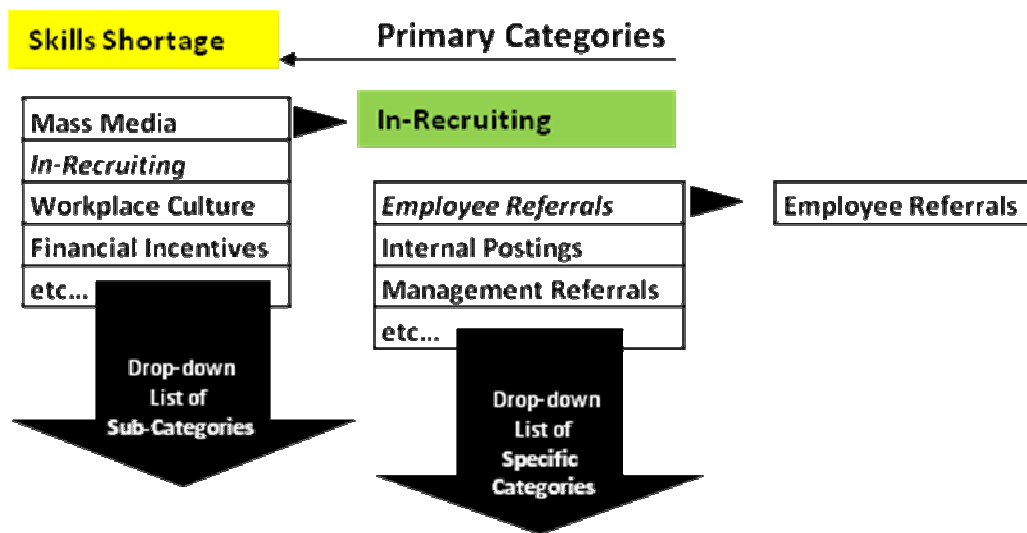 Skills Shortage
Primary Categories
Mass Media
In-Recruiting
Workplace Culture
Financial Incentives
etc...
Drop-down
List of
Sub-Categories
In-Recruiting
Employee Referrals
Internal Postings
Management Referrals
etc...
Drop-down
List of
Specific
Categories
Employee Referrals